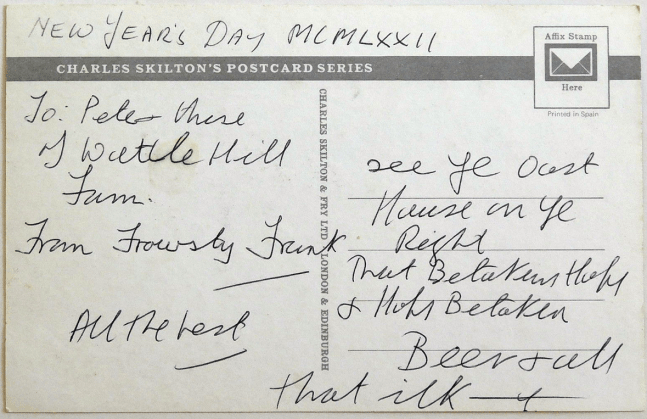 NEW YEAR'S DAY MCMLXXII
CHARLES SKILTON'S POSTCARD SERIES
Affix Stamp
Here
Printed in Spain
CHARLES SKILTON & FRY LTD LONDON & EDINBURGH
To: Peter
of Wattle Hill
Farm.
From Frowsby Frank
All the best
see ye Oast
House on ye
Right
That Betokens Hops
& Hops Betoken
Beer & all
that ilk